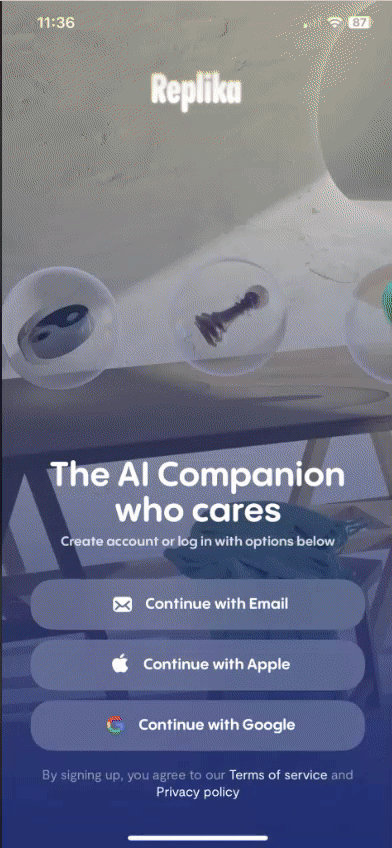 11:36
87
Replika
The AI Companion
who cares
Create account or log in with options below
Continue with Email
Continue with Apple
Continue with Google
By signing up, you agree to our Terms of service and
Privacy policy